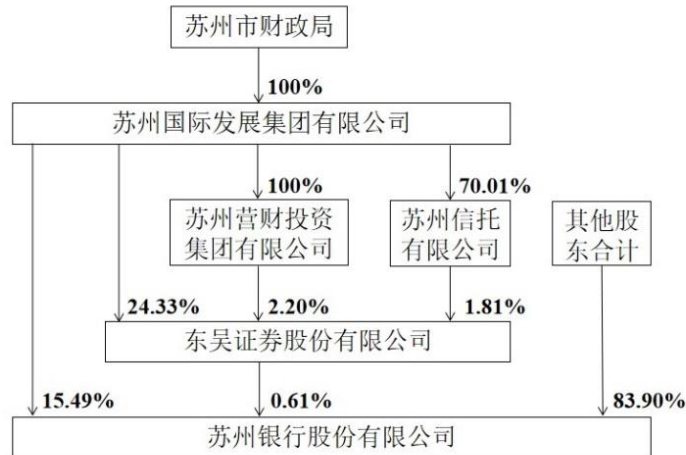 苏州市财政局
100%
苏州国际发展集团有限公司
100%
70.01%
苏州营财投资
集团有限公司
苏州信托
有限公司
其他股
东合计
24.33%
2.20%
1.81%
东吴证券股份有限公司
15.49%
0.61%
83.90%
苏州银行股份有限公司